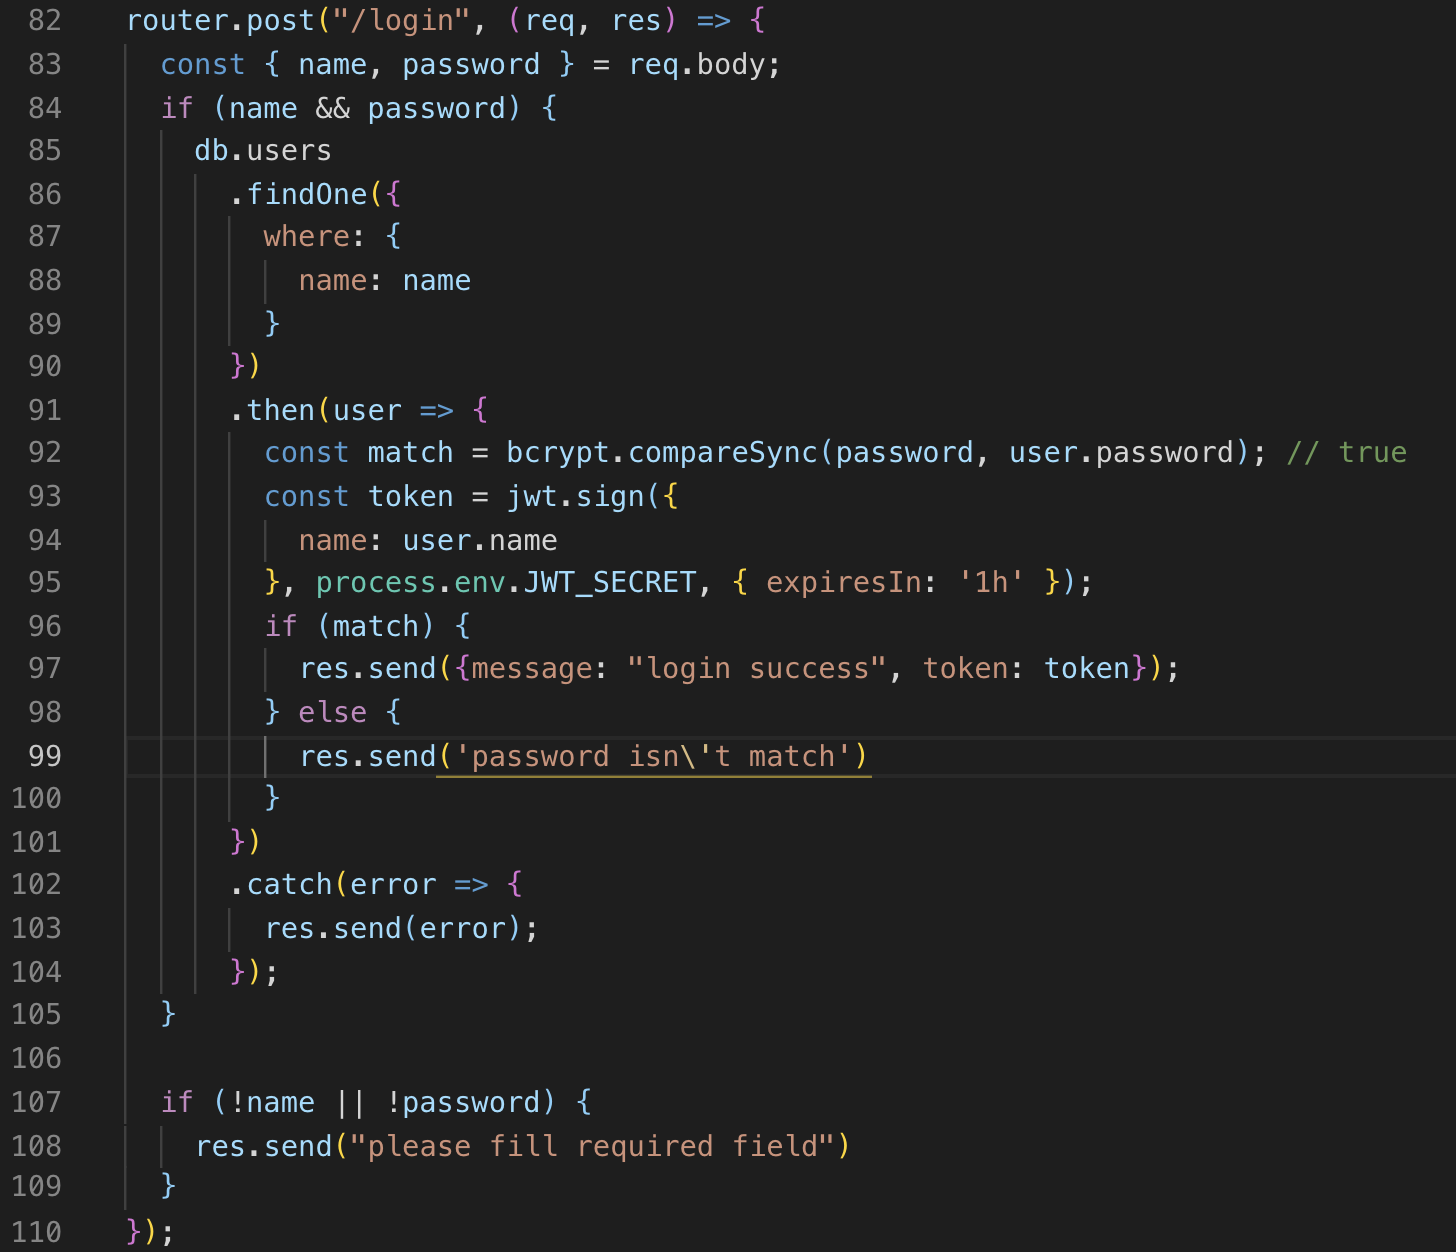 82 router.post("/login", (req, res) => {
83 const { name, password } = req.body;
84 if (name && password) {
85 db.users
86 .findOne({
87 where: {
88 name: name
89 }
90 })
91 .then(user => {
92 const match = bcrypt.compareSync(password, user.password); // true
93 const token = jwt.sign({
94 name: user.name
95 }, process.env.JWT_SECRET, { expiresIn: '1h' });
96 if (match) {
97 res.send({message: "login success", token: token});
98 } else {
99 res.send('password isn\'t match')
100 }
101 })
102 .catch(error => {
103 res.send(error);
104 });
105 }
106
107 if (!name || !password) {
108 res.send("please fill required field")
109 }
110 });